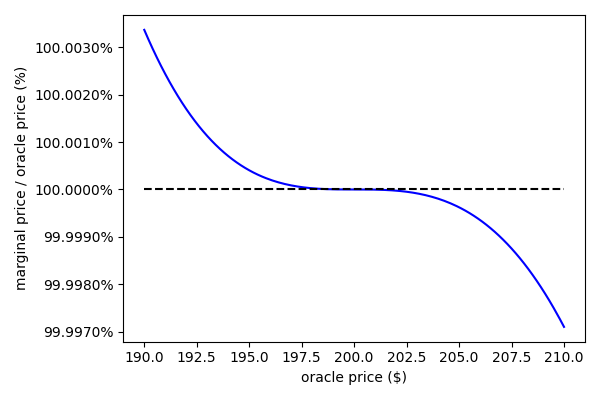 marginal price / oracle price (%)
100.0030%
100.0020%
100.0010%
100.0000%
99.9990%
99.9980%
99.9970%
190.0 192.5 195.0 197.5 200.0 202.5 205.0 207.5 210.0
oracle price ($)